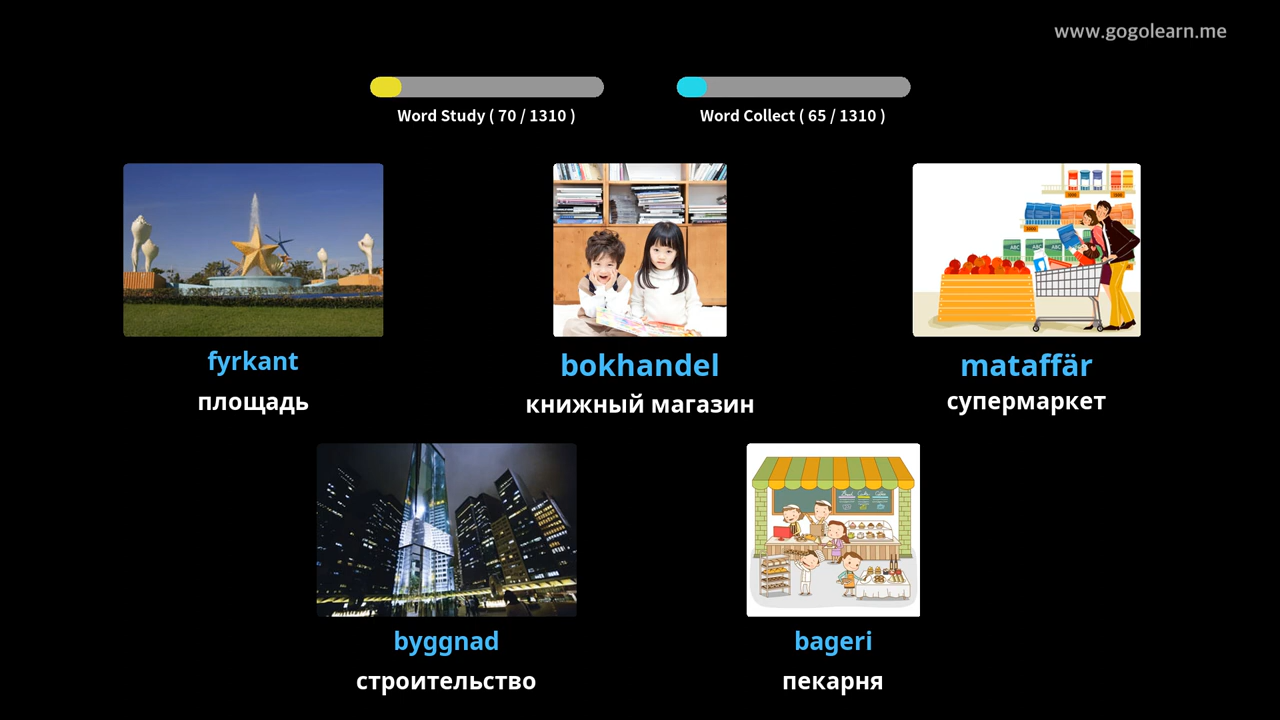 www.gogolearn.me
Word Study ( 70 / 1310 )
Word Collect ( 65 / 1310 )
fyrkant
площадь
bokhandel
книжный магазин
mataffär
супермаркет
byggnad
строительство
bageri
пекарня